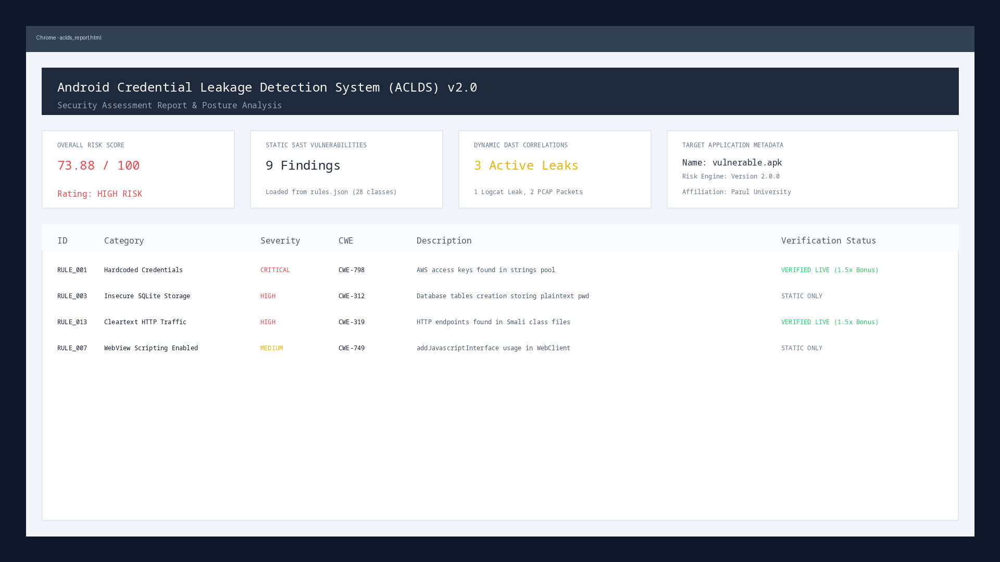 Chrome - aclds_report.html
Android Credential Leakage Detection System (ACLDS) v2.0
Security Assessment Report & Posture Analysis
OVERALL RISK SCORE
73.88 / 100
Rating: HIGH RISK
STATIC SAST VULNERABILITIES
9 Findings
Loaded from rules.json (28 classes)
DYNAMIC DAST CORRELATIONS
3 Active Leaks
1 Logcat Leak, 2 PCAP Packets
TARGET APPLICATION METADATA
Name: vulnerable.apk
Risk Engine: Version 2.0.0
Affiliation: Parul University
ID Category Severity CWE Description Verification Status
RULE_001 Hardcoded Credentials CRITICAL CWE-798 AWS access keys found in strings pool VERIFIED LIVE (1.5x Bonus)
RULE_003 Insecure SQLite Storage HIGH CWE-312 Database tables creation storing plaintext pwd STATIC ONLY
RULE_013 Cleartext HTTP Traffic HIGH CWE-319 HTTP endpoints found in Smali class files VERIFIED LIVE (1.5x Bonus)
RULE_007 WebView Scripting Enabled MEDIUM CWE-749 addJavascriptInterface usage in WebClient STATIC ONLY